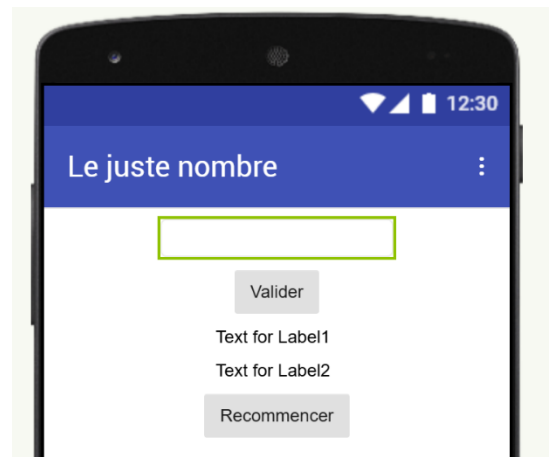 12:30
Le juste nombre
Valider
Text for Label1
Text for Label2
Recommencer